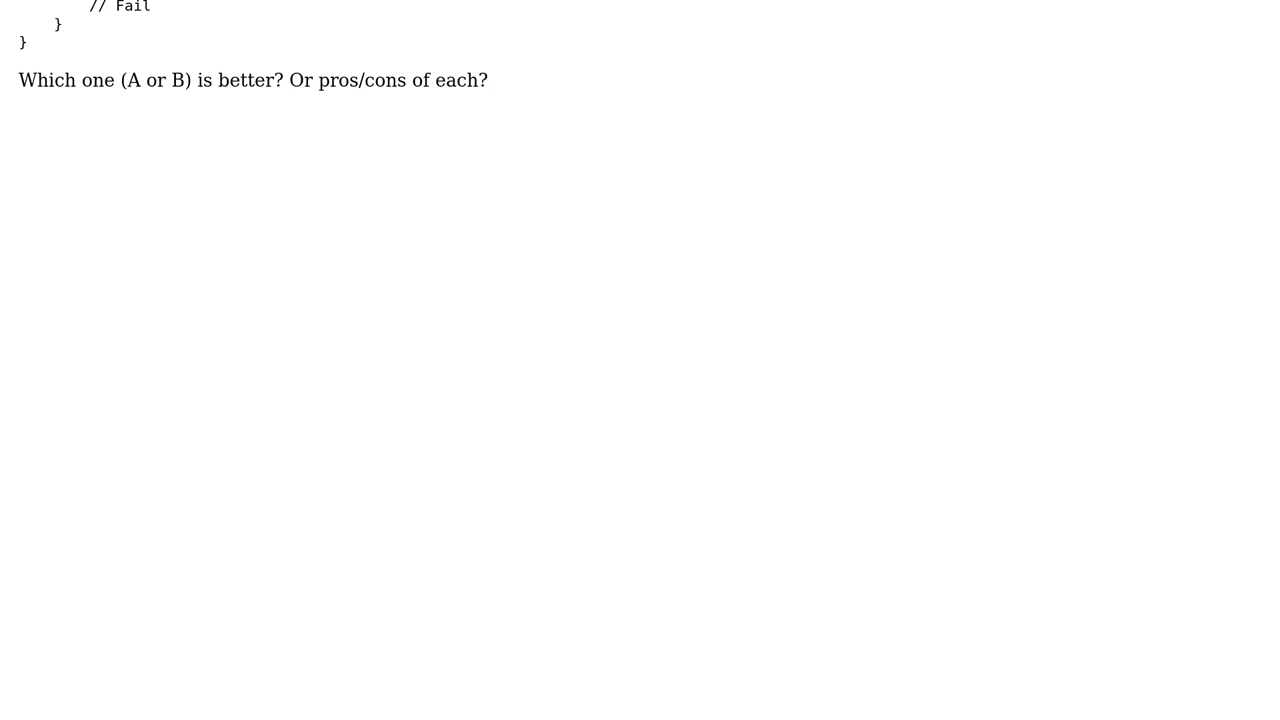 // Fail
    }
}
Which one (A or B) is better? Or pros/cons of each?